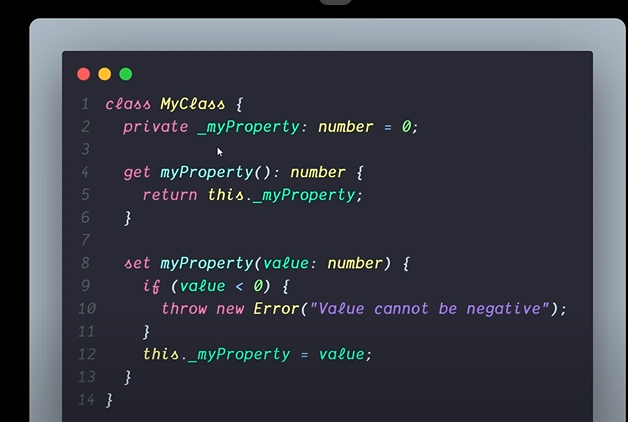 1 class MyClass {
2 private _myProperty: number = 0;
3
4 get myProperty(): number {
5 return this._myProperty;
6 }
7
8 set myProperty(value: number) {
9 if (value < 0) {
10 throw new Error("Value cannot be negative");
11 }
12 this._myProperty = value;
13 }
14 }